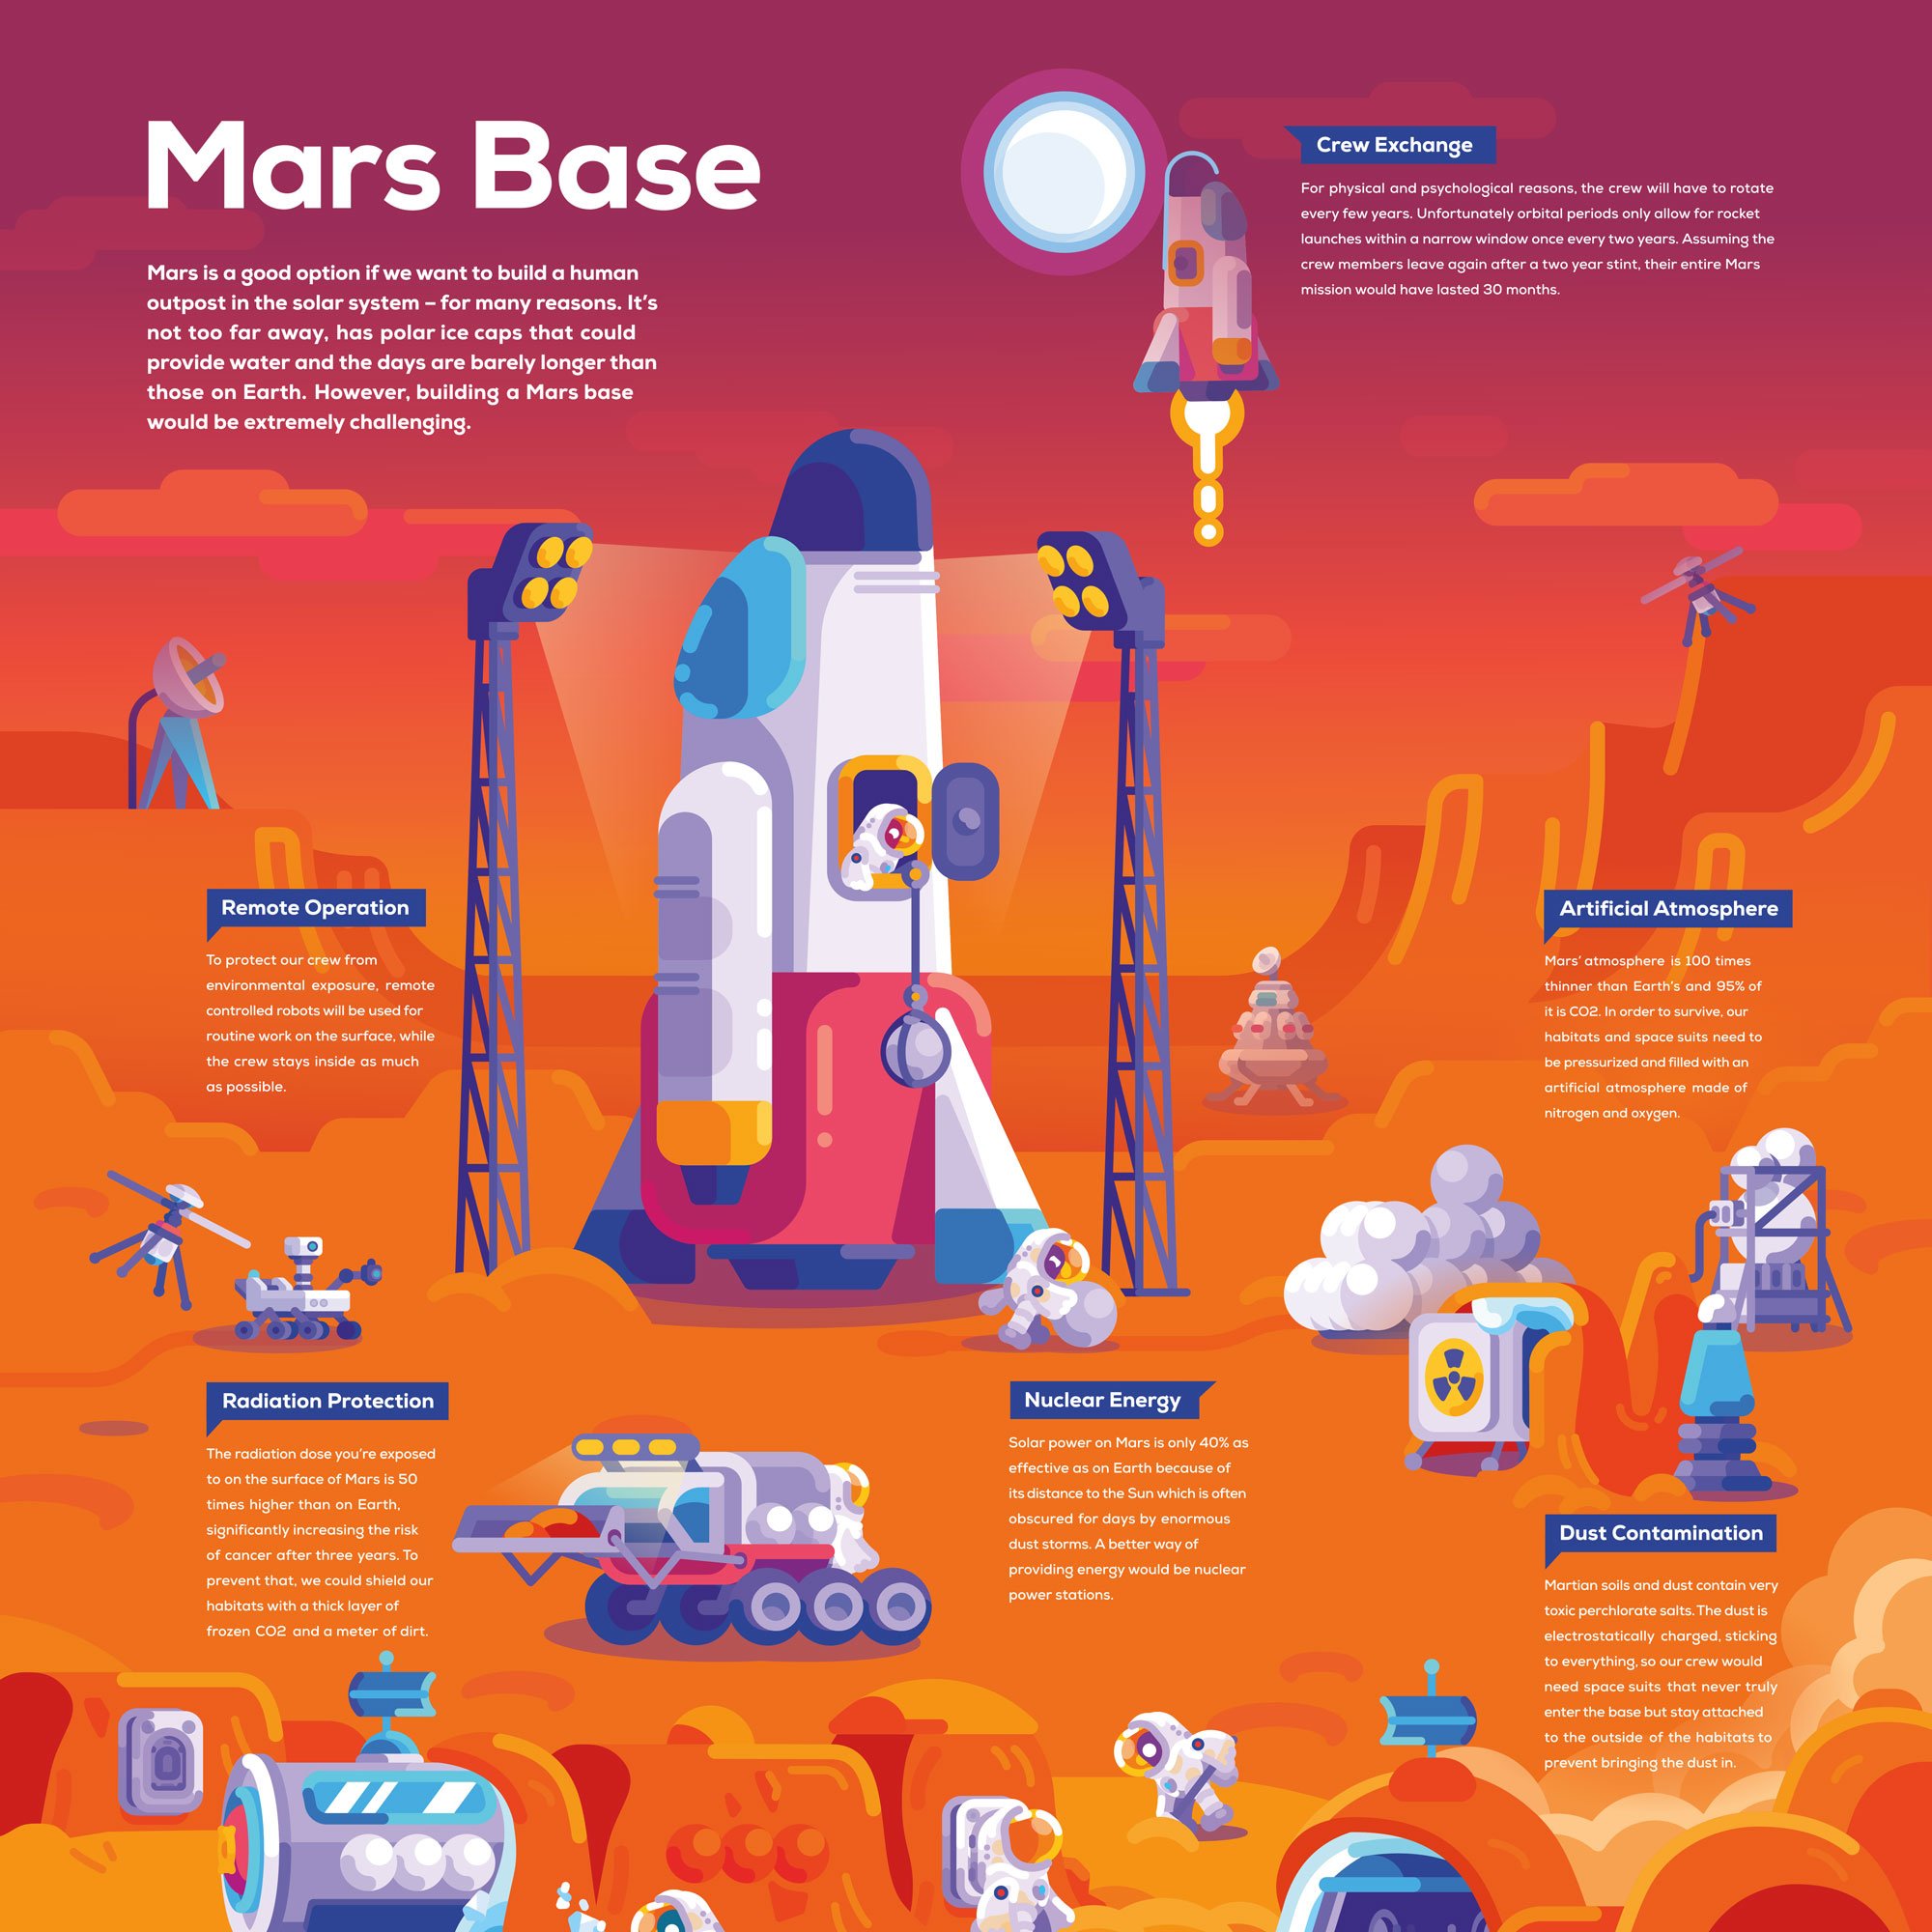 Mars Base
Mars is a good option if we want to build a human
outpost in the solar system – for many reasons. It's
not too far away, has polar ice caps that could
provide water and the days are barely longer than
those on Earth. However, building a Mars base
would be extremely challenging.
Crew Exchange
For physical and psychological reasons, the crew will have to rotate
every few years. Unfortunately orbital periods only allow for rocket
launches within a narrow window once every two years. Assuming the
crew members leave again after a two year stint, their entire Mars
mission would have lasted 30 months.
Remote Operation
To protect our crew from
environmental exposure, remote
controlled robots will be used for
routine work on the surface, while
the crew stays inside as much
as possible.
Artificial Atmosphere
Mars' atmosphere is 100 times
thinner than Earth's and 95% of
it is CO2. In order to survive, our
habitats and space suits need to
be pressurized and filled with an
artificial atmosphere made of
nitrogen and oxygen.
Radiation Protection
The radiation dose you're exposed
to on the surface of Mars is 50
times higher than on Earth,
significantly increasing the risk
of cancer after three years. To
prevent that, we could shield our
habitats with a thick layer of
frozen CO2 and a meter of dirt.
Nuclear Energy
Solar power on Mars is only 40% as
effective as on Earth because of
its distance to the Sun which is often
obscured for days by enormous
dust storms. A better way of
providing energy would be nuclear
power stations.
Dust Contamination
Martian soils and dust contain very
toxic perchlorate salts. The dust is
electrostatically charged, sticking
to everything, so our crew would
need space suits that never truly
enter the base but stay attached
to the outside of the habitats to
prevent bringing the dust in.